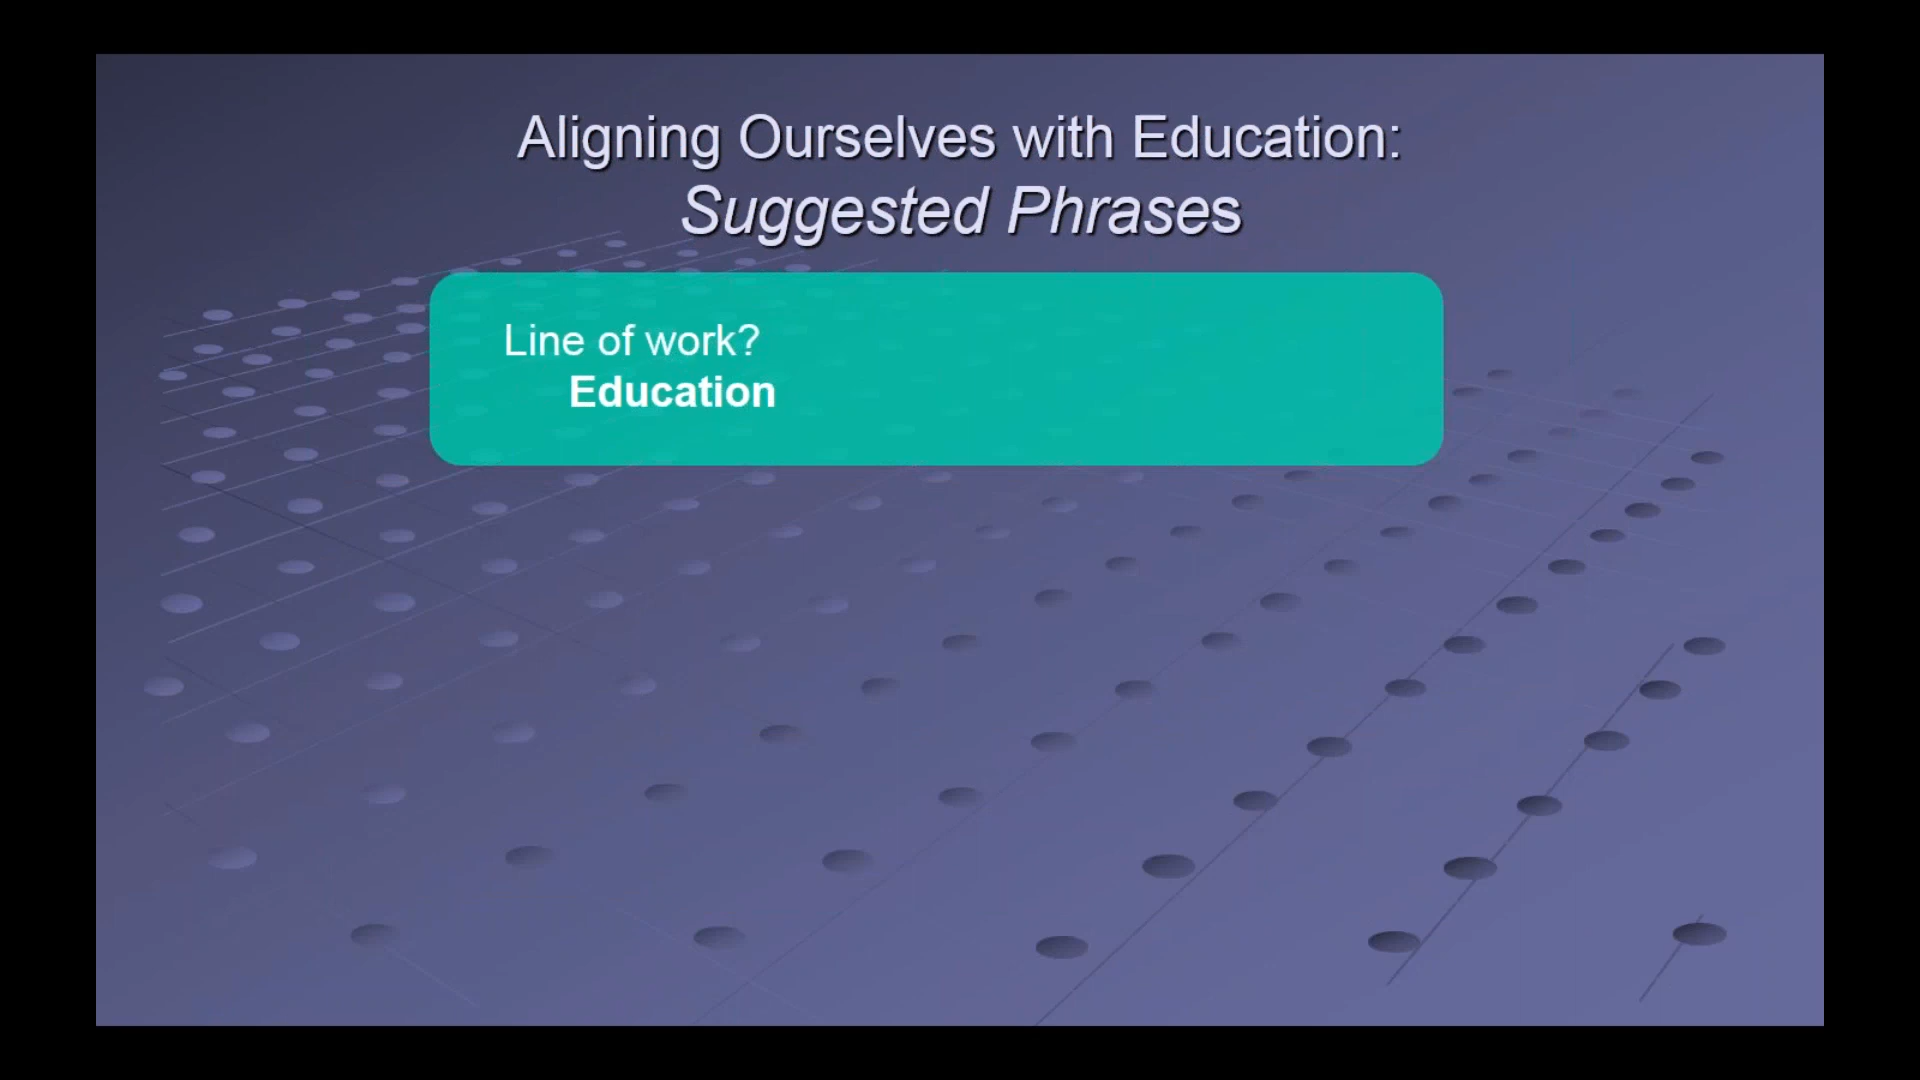 Aligning Ourselves with Education:
Suggested Phrases
Line of work?
Education